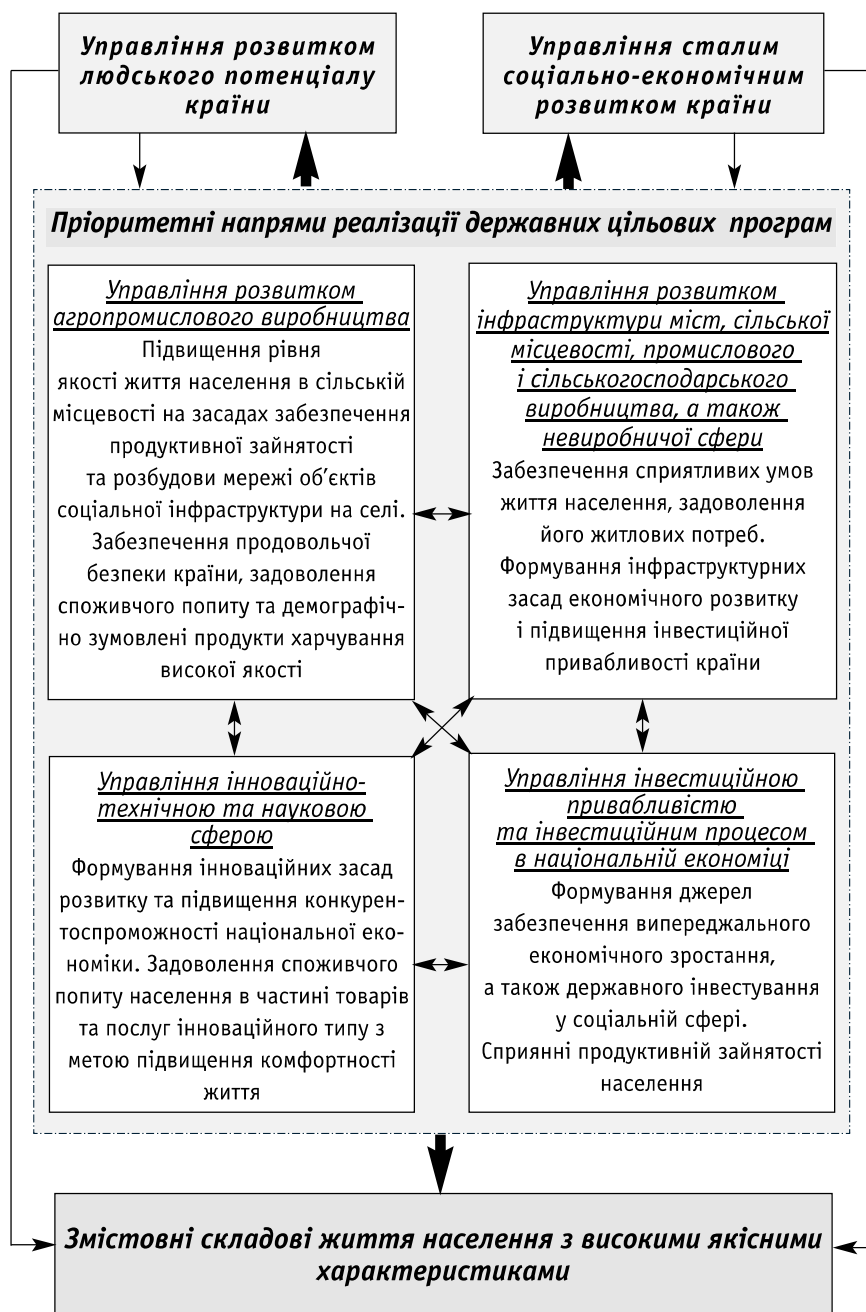 Управління розвитком
людського потенціалу
країни
Управління сталим
соціально-економічним
розвитком країни
Пріоритетні напрями реалізації державних цільових програм
Управління розвитком
агропромислового виробництва
Підвищення рівня
якості життя населення в сільській
місцевості на засадах забезпечення
продуктивної зайнятості
та розбудови мережі об’єктів
соціальної інфраструктури на селі.
Забезпечення продовольчої
безпеки країни, задоволення
споживчого попиту та демографіч-
но зумовлені продукти харчування
високої якості
Управління розвитком
інфраструктури міст, сільської
місцевості, промислового
і сільськогосподарського
виробництва, а також
невиробничої сфери
Забезпечення сприятливих умов
життя населення, задоволення
його житлових потреб.
Формування інфраструктурних
засад економічного розвитку
і підвищення інвестиційної
привабливості країни
Управління інноваційно-
технічною та науковою
сферою
Формування інноваційних засад
розвитку та підвищення конкурен-
тоспроможності національної еко-
номіки. Задоволення споживчого
попиту населення в частині товарів
та послуг інноваційного типу з
метою підвищення комфортності
життя
Управління інвестиційною
привабливістю
та інвестиційним процесом
в національній економіці
Формування джерел
забезпечення випереджального
економічного зростання,
а також державного інвестування
у соціальній сфері.
Сприянні продуктивній зайнятості
населення
Змістовні складові життя населення з високими якісними
характеристиками